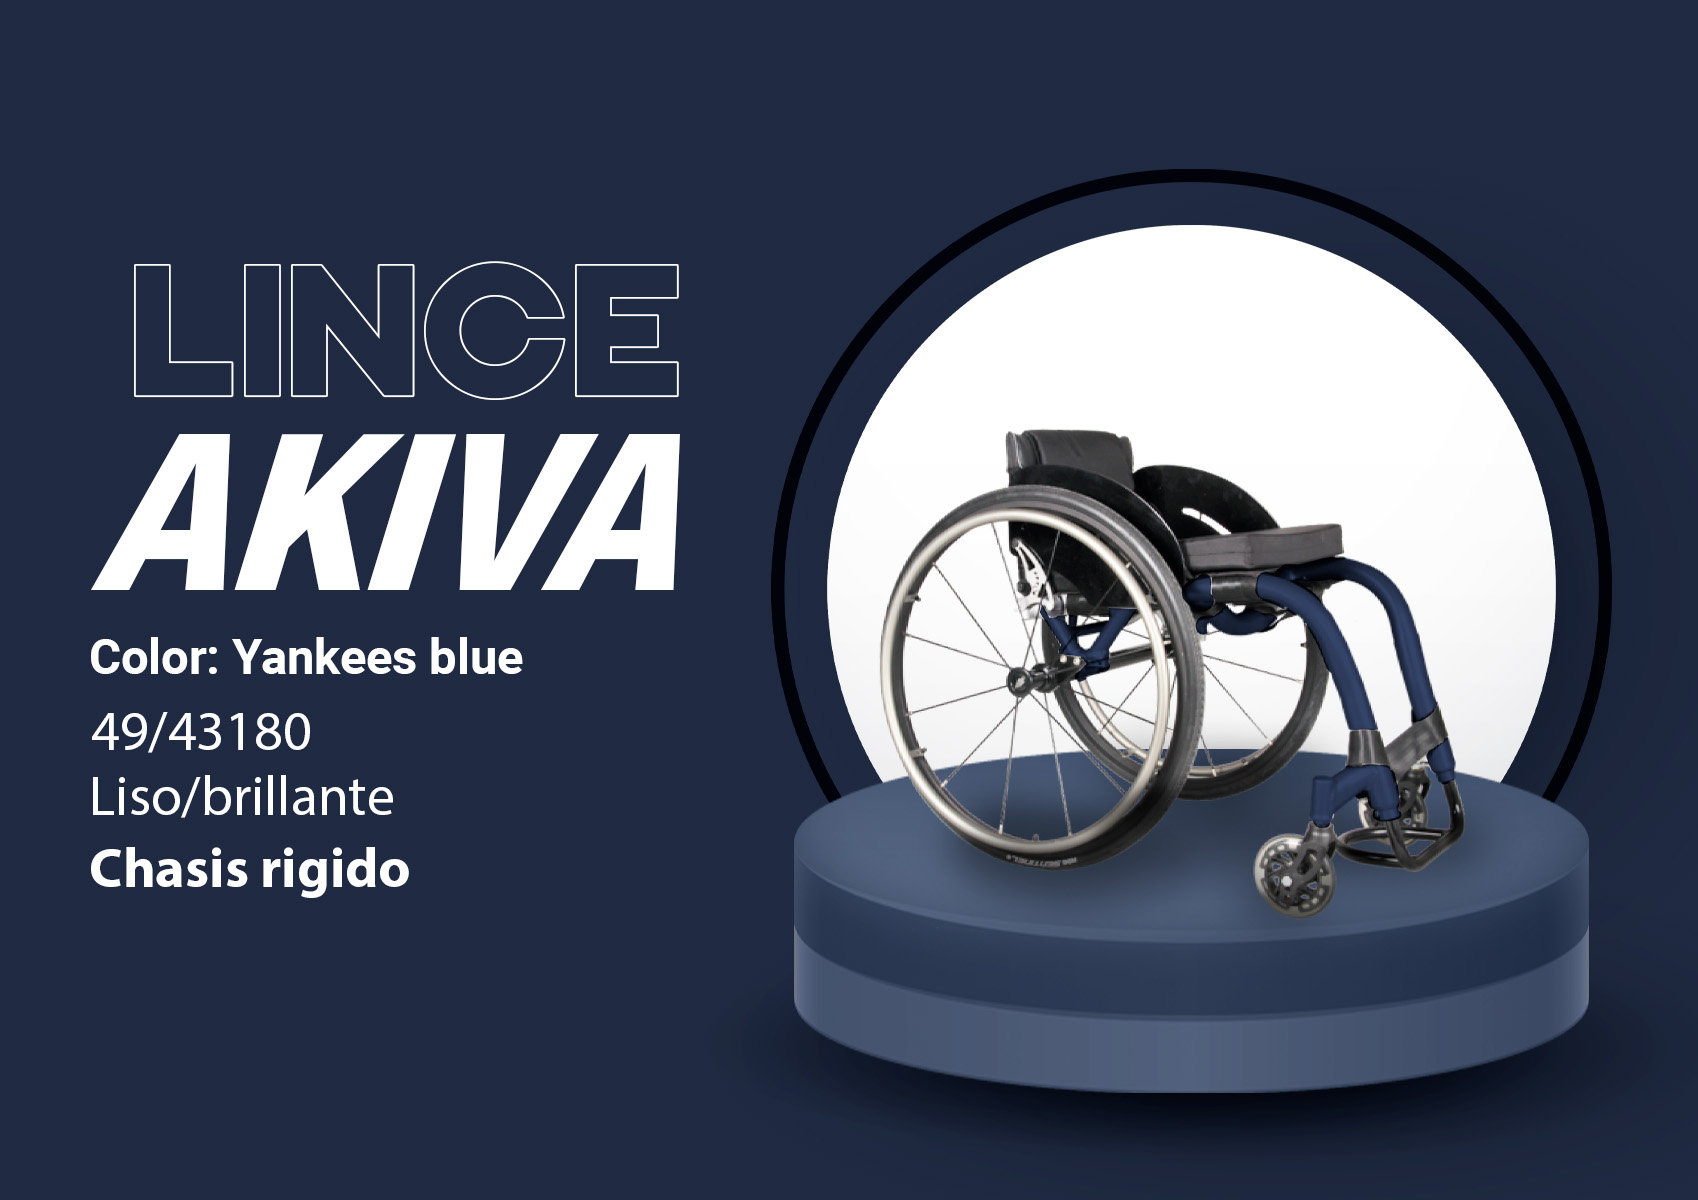 LINCE
AKIVA
Color: Yankees blue
49/43180
Liso/brillante
Chasis rigido